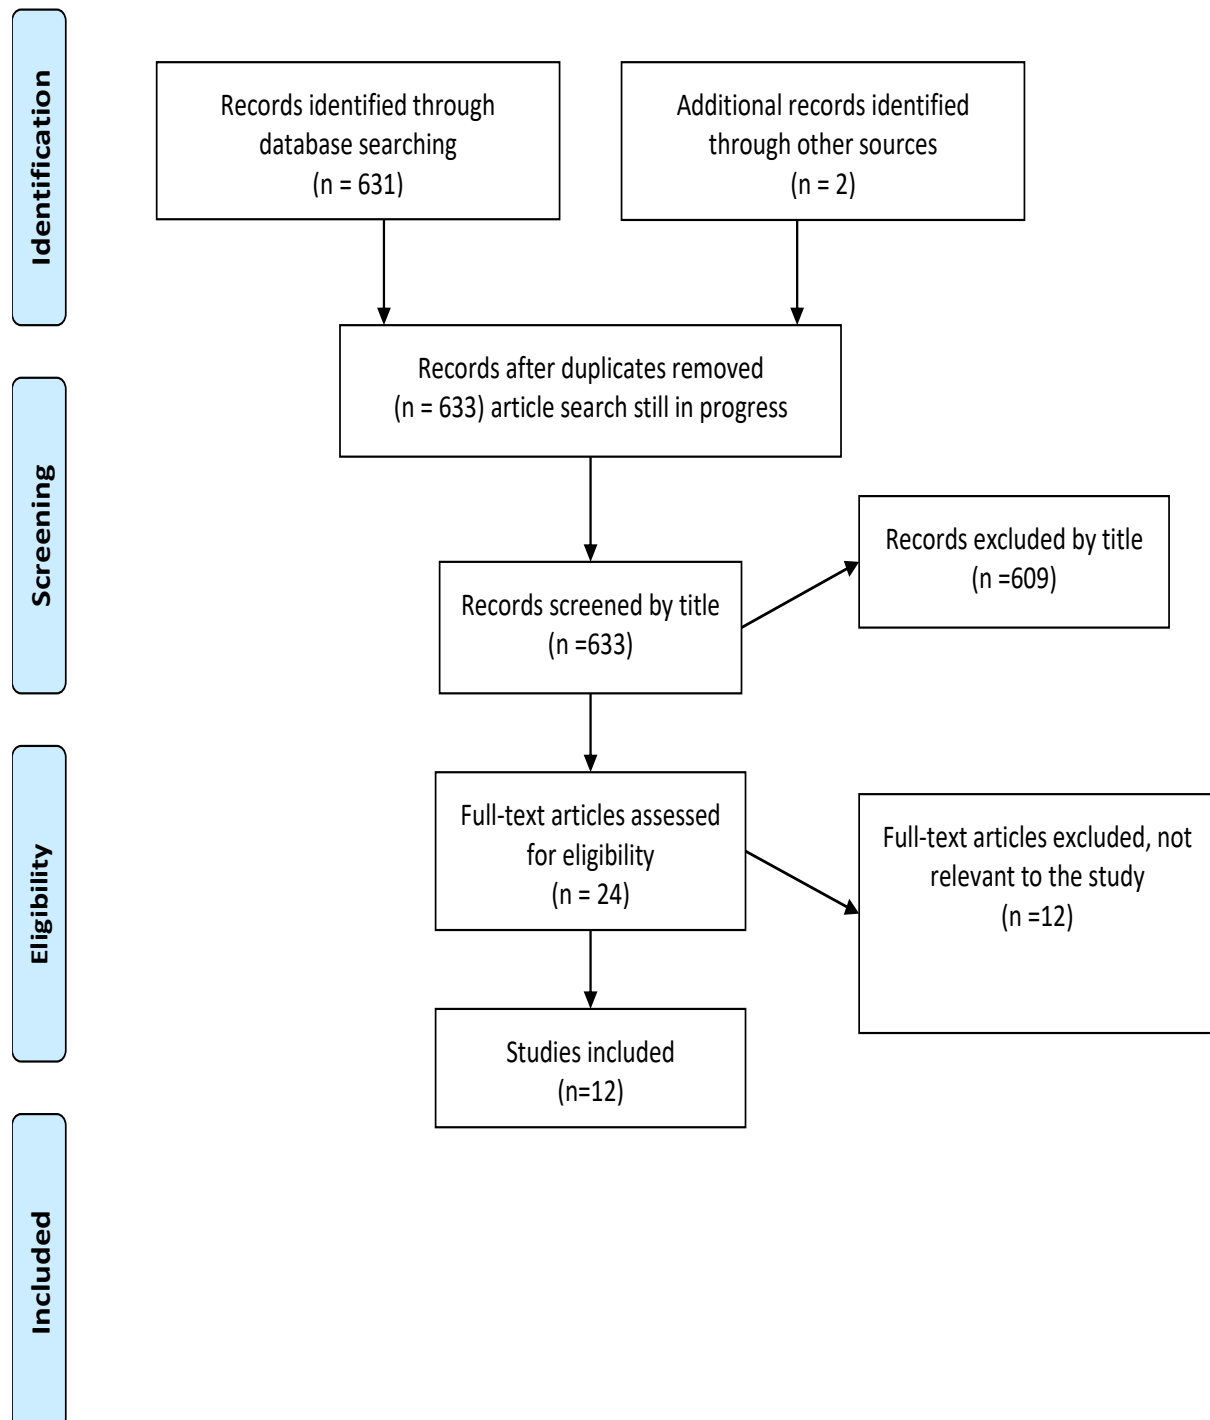 Identification
Records identified through
database searching
(n = 631)
Additional records identified
through other sources
(n = 2)
Records after duplicates removed
(n = 633) article search still in progress
Screening
Records screened by title
(n =633)
Records excluded by title
(n =609)
Eligibility
Full-text articles assessed
for eligibility
(n = 24)
Full-text articles excluded, not
relevant to the study
(n =12)
Studies included
(n=12)
Included